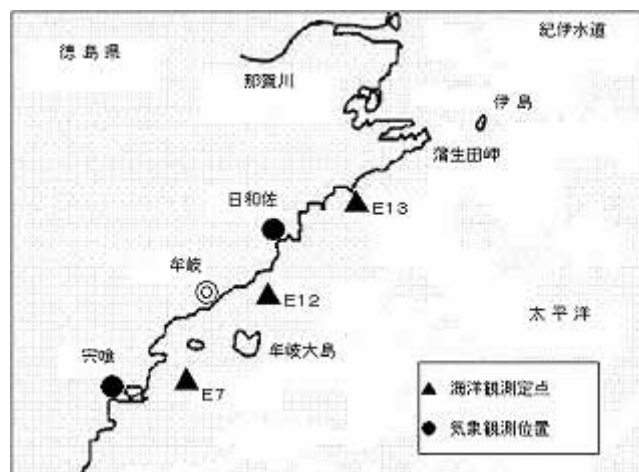 紀伊水道
徳島県
那賀川
伊島
蒲生田岬
日和佐
E13
牟岐
E12
太平洋
牟岐大島
宍喰
E7
▲ 海洋観測定点
● 気象観測位置